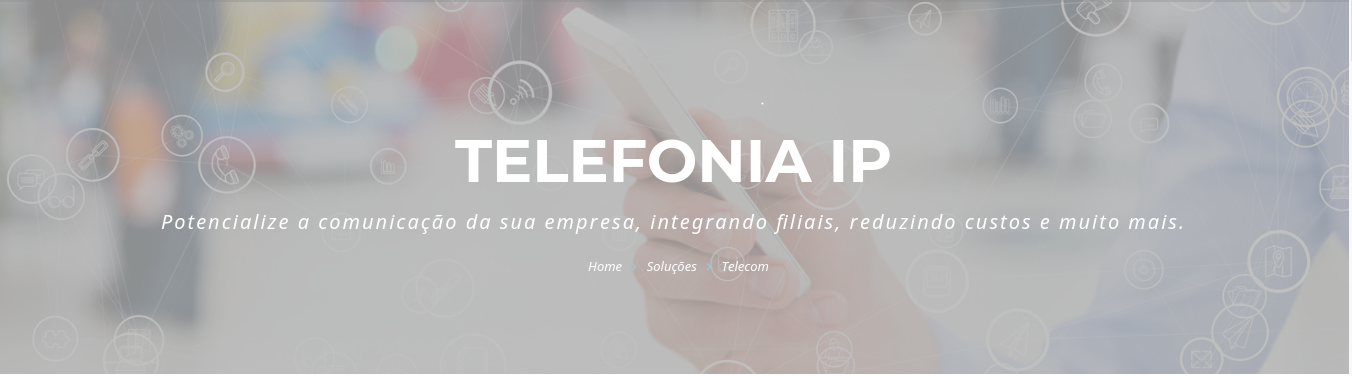 TELEFONIA IP
Potencialize a comunicação da sua empresa, integrando filiais, reduzindo custos e muito mais.
Home > Soluções > Telecom